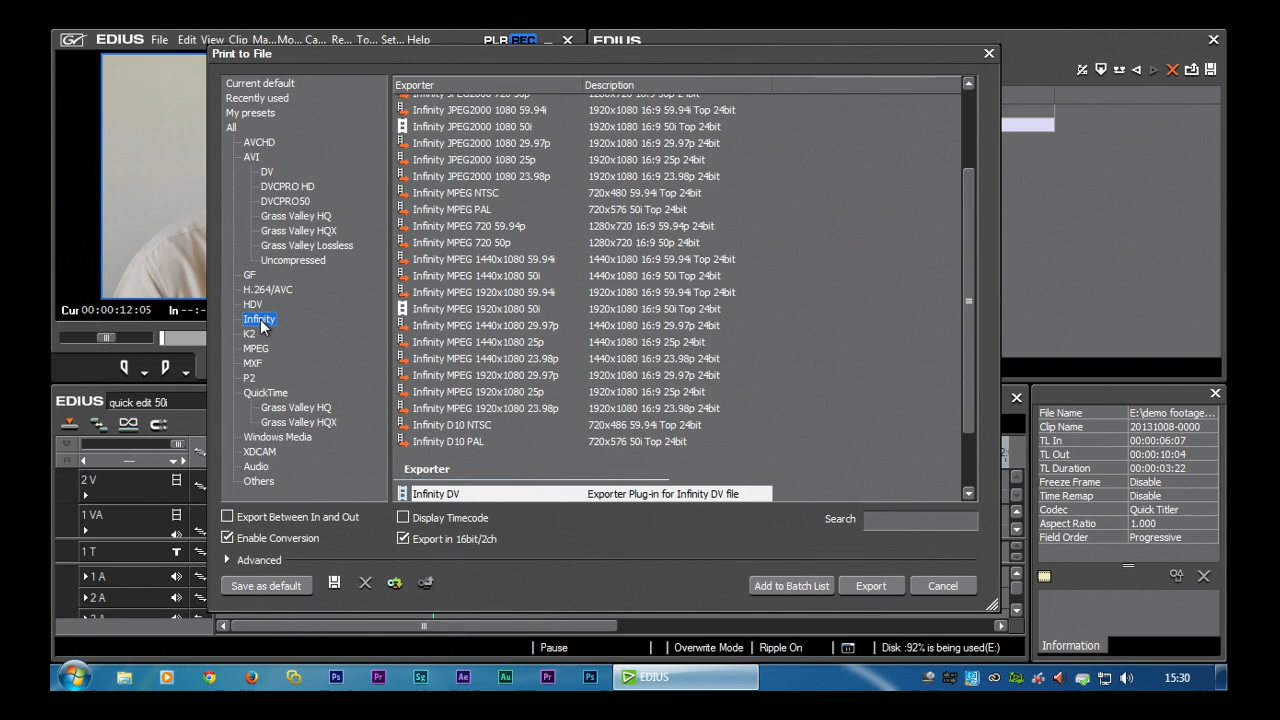 EDIUS File Edit View Clip Ma... Mo... Ca... Re... To... Set... Help PLR REC
EDIUS
Print to File
Current default
Recently used
My presets
All
AVCHD
AVI
DV
DVCPRO HD
DVCPRO50
Grass Valley HQ
Grass Valley HQX
Grass Valley Lossless
Uncompressed
GF
H.264/AVC
HDV
Infinity
K2
MPEG
MXF
P2
QuickTime
Grass Valley HQ
Grass Valley HQX
Windows Media
XDCAM
Audio
Others
Exporter Description
Infinity JPEG2000 720 50p 1280x720 16:9 50p Top 24bit
Infinity JPEG2000 1080 59.94i 1920x1080 16:9 59.94i Top 24bit
Infinity JPEG2000 1080 50i 1920x1080 16:9 50i Top 24bit
Infinity JPEG2000 1080 29.97p 1920x1080 16:9 29.97p 24bit
Infinity JPEG2000 1080 25p 1920x1080 16:9 25p 24bit
Infinity JPEG2000 1080 23.98p 1920x1080 16:9 23.98p 24bit
Infinity MPEG NTSC 720x480 59.94i Top 24bit
Infinity MPEG PAL 720x576 50i Top 24bit
Infinity MPEG 720 59.94p 1280x720 16:9 59.94p 24bit
Infinity MPEG 720 50p 1280x720 16:9 50p 24bit
Infinity MPEG 1440x1080 59.94i 1440x1080 16:9 59.94i Top 24bit
Infinity MPEG 1440x1080 50i 1440x1080 16:9 50i Top 24bit
Infinity MPEG 1920x1080 59.94i 1920x1080 16:9 59.94i Top 24bit
Infinity MPEG 1920x1080 50i 1920x1080 16:9 50i Top 24bit
Infinity MPEG 1440x1080 29.97p 1440x1080 16:9 29.97p 24bit
Infinity MPEG 1440x1080 25p 1440x1080 16:9 25p 24bit
Infinity MPEG 1440x1080 23.98p 1440x1080 16:9 23.98p 24bit
Infinity MPEG 1920x1080 29.97p 1920x1080 16:9 29.97p 24bit
Infinity MPEG 1920x1080 25p 1920x1080 16:9 25p 24bit
Infinity MPEG 1920x1080 23.98p 1920x1080 16:9 23.98p 24bit
Infinity D10 NTSC 720x486 59.94i Top 24bit
Infinity D10 PAL 720x576 50i Top 24bit
Exporter
Infinity DV Exporter Plug-in for Infinity DV file
Export Between In and Out Display Timecode Search
Enable Conversion Export in 16bit/2ch
Advanced
Save as default Add to Batch List Export Cancel
Cur 00:00:12:05 In --:-
EDIUS quick edit 50i
2 V
1 VA
1 T T
1 A
2 A
File Name E:\demo footage...
Clip Name 20131008-0000
TL In 00:00:06:07
TL Out 00:00:10:04
TL Duration 00:00:03:22
Freeze Frame Disable
Time Remap Disable
Codec Quick Titler
Aspect Ratio 1.000
Field Order Progressive
Information
Pause Overwrite Mode Ripple On Disk :92% is being used(E:)
Ps Pr Sg Ae Au Pr Ps EDIUS 15:30